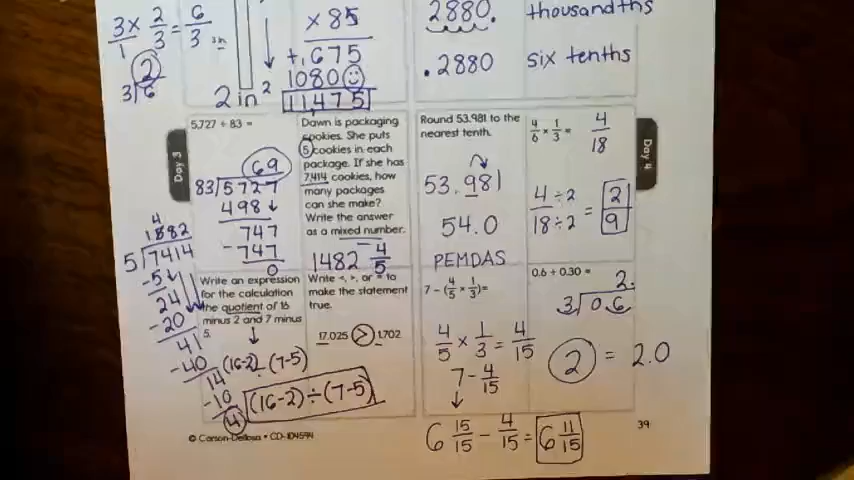 3 × 2 = 6
1 3 3
3 in
2
3)6
2 in²
× 85
+1,675
1080
11,475
2880.
.2880
thousandths
six tenths
Day 3
5,727 ÷ 83 =
69
83)5727
498
747
-747
0
Dawn is packaging
cookies. She puts
5 cookies in each
package. If she has
7,414 cookies, how
many packages
can she make?
Write the answer
as a mixed number.
1482 4/5
1882
5)7414
-5
24
-20
41
-40
14
-10
4
Write an expression
for the calculation
the quotient of 16
minus 2 and 7 minus
5.
(16-2) ÷ (7-5)
(16-2) ÷ (7-5)
Write <, >, or = to
make the statement
true.
17.025 > 1.702
Round 53.981 to the
nearest tenth.
53.981
54.0
4/6 × 1/3 =
4/18
4 ÷2 = 2
18 ÷2 9
Day 4
PEMDAS
7 - (4/5 × 1/3) =
4/5 × 1/3 = 4/15
7 - 4/15
6 15/15 - 4/15 = 6 11/15
0.6 ÷ 0.30 =
2.
3)06
2 = 2.0
© Carson-Dellosa • CD-104594
39